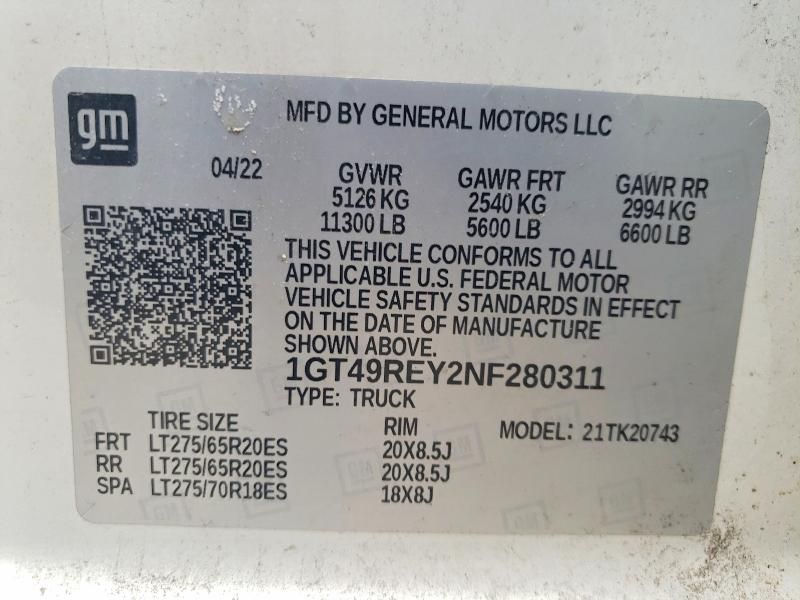 gm
MFD BY GENERAL MOTORS LLC
04/22
GVWR GAWR FRT GAWR RR
5126 KG 2540 KG 2994 KG
11300 LB 5600 LB 6600 LB
THIS VEHICLE CONFORMS TO ALL
APPLICABLE U.S. FEDERAL MOTOR
VEHICLE SAFETY STANDARDS IN EFFECT
ON THE DATE OF MANUFACTURE
SHOWN ABOVE.
1GT49REY2NF280311
TYPE: TRUCK
TIRE SIZE RIM MODEL: 21TK20743
FRT LT275/65R20ES 20X8.5J
RR LT275/65R20ES 20X8.5J
SPA LT275/70R18ES 18X8J